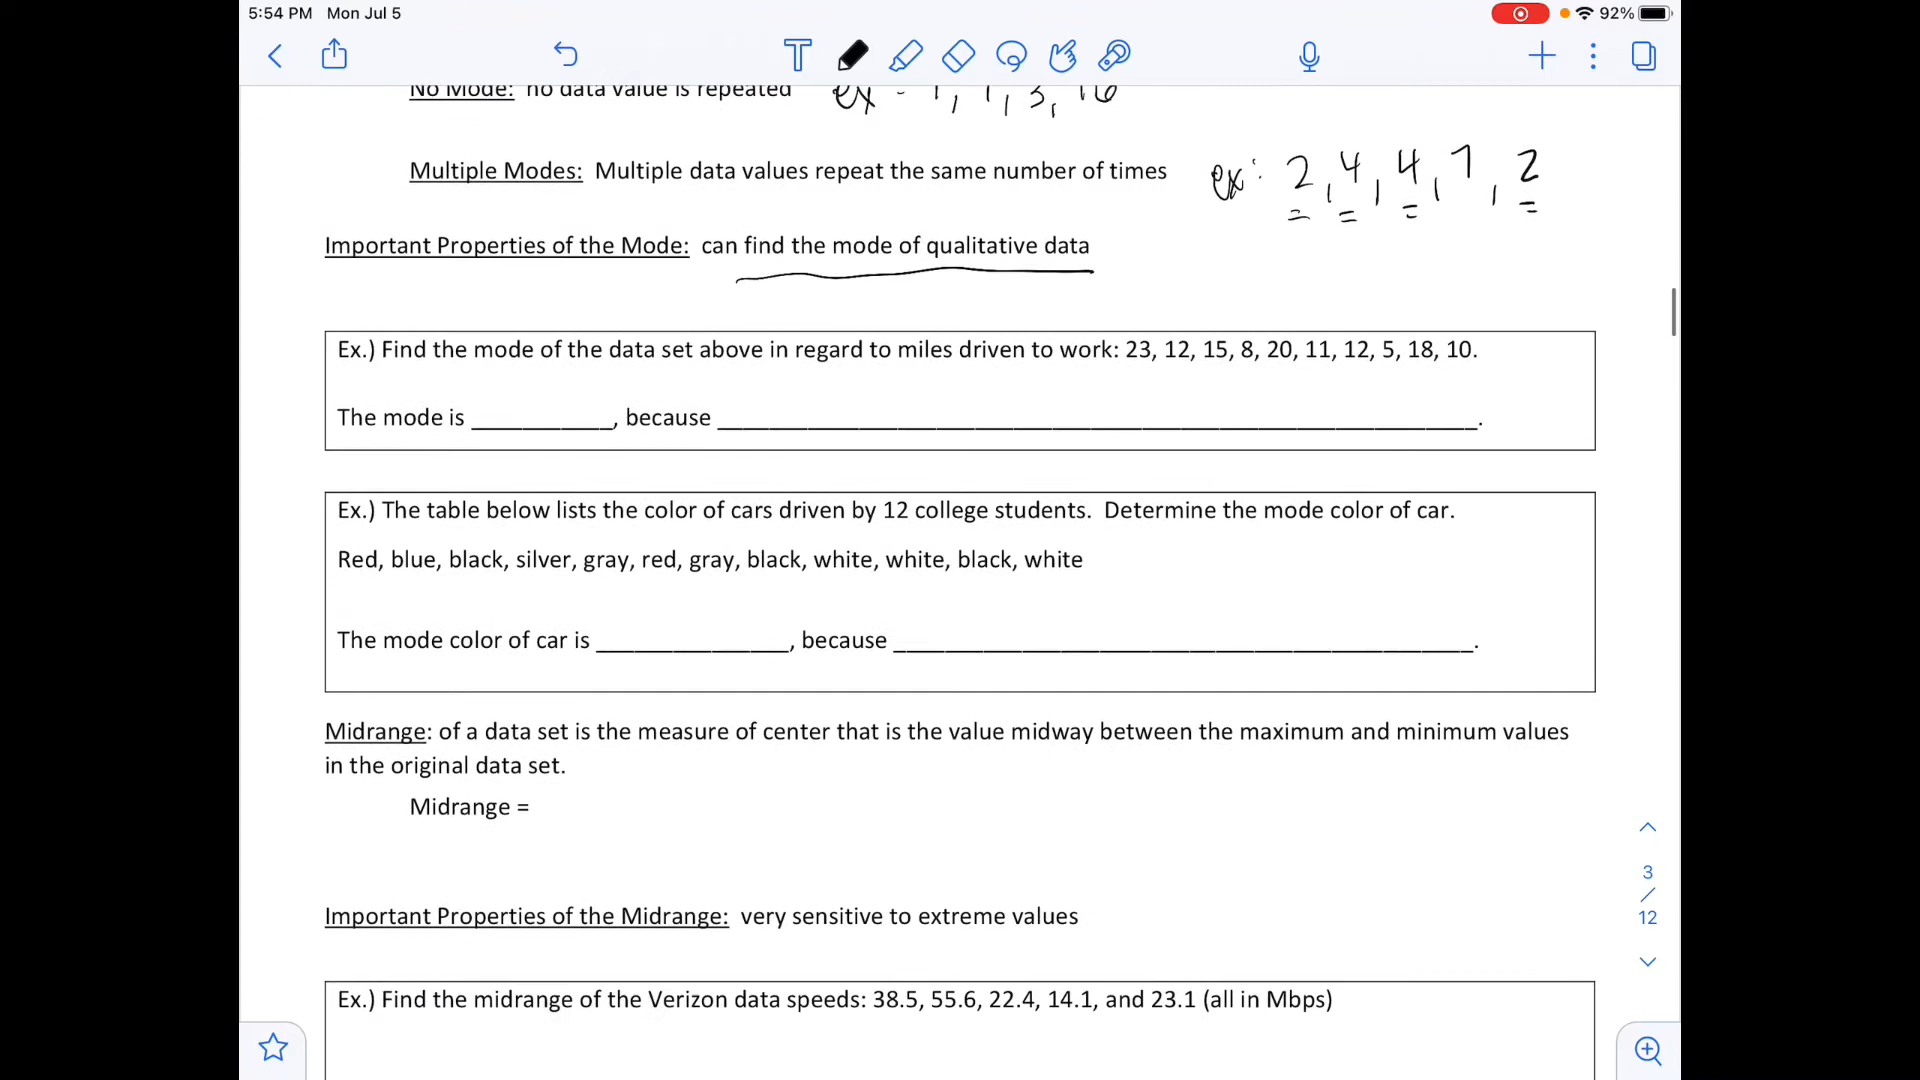 5:54 PM Mon Jul 5 92%
No Mode: no data value is repeated ex
Multiple Modes: Multiple data values repeat the same number of times ex: 2, 4, 4, 7, 2
Important Properties of the Mode: can find the mode of qualitative data
Ex.) Find the mode of the data set above in regard to miles driven to work: 23, 12, 15, 8, 20, 11, 12, 5, 18, 10.
The mode is ___________, because ___________________________________________________________.
Ex.) The table below lists the color of cars driven by 12 college students. Determine the mode color of car.
Red, blue, black, silver, gray, red, gray, black, white, white, black, white
The mode color of car is _______________, because _____________________________________________.
Midrange: of a data set is the measure of center that is the value midway between the maximum and minimum values
in the original data set.
Midrange =
3
/
12
Important Properties of the Midrange: very sensitive to extreme values
Ex.) Find the midrange of the Verizon data speeds: 38.5, 55.6, 22.4, 14.1, and 23.1 (all in Mbps)